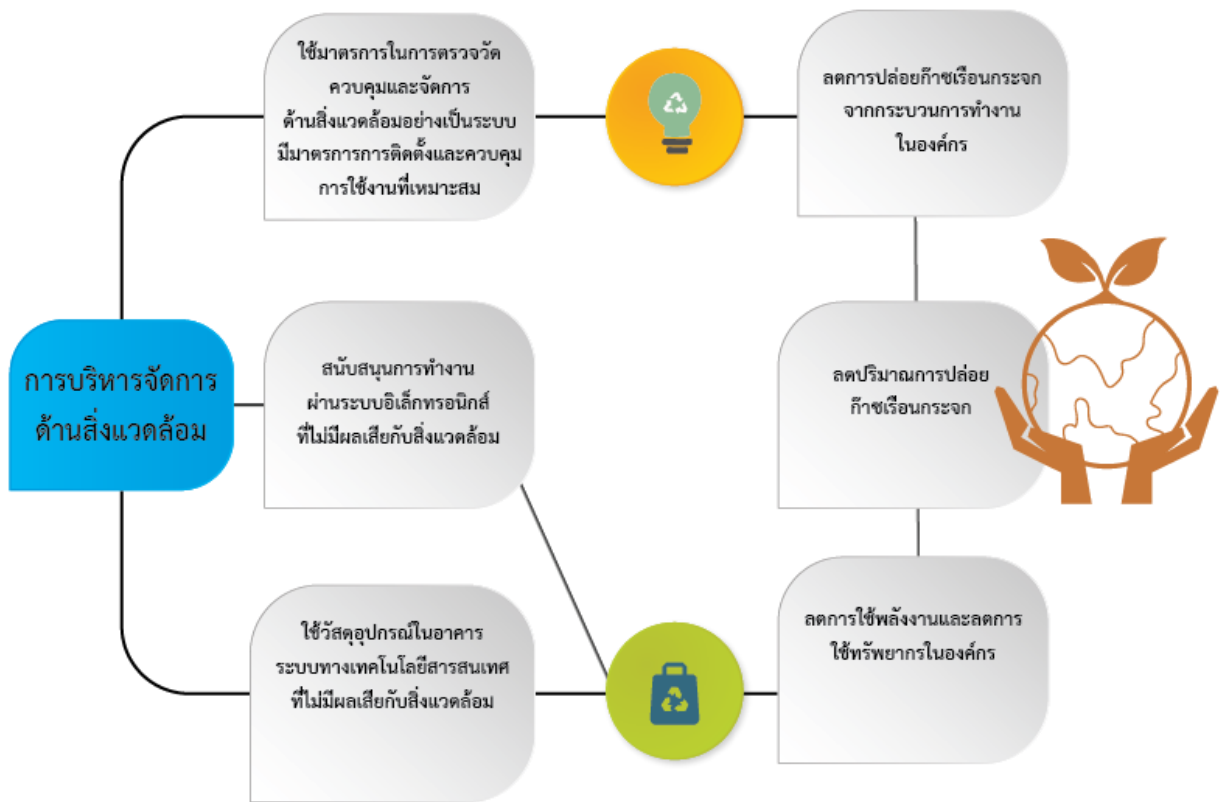 ใช้มาตรการในการตรวจวัด
ควบคุมและจัดการ
ด้านสิ่งแวดล้อมอย่างเป็นระบบ
มีมาตรการการติดตั้งและควบคุม
การใช้งานที่เหมาะสม
ลดการปล่อยก๊าซเรือนกระจก
จากกระบวนการทำงาน
ในองค์กร
การบริหารจัดการ
ด้านสิ่งแวดล้อม
สนับสนุนการทำงาน
ผ่านระบบอิเล็กทรอนิกส์
ที่ไม่มีผลเสียกับสิ่งแวดล้อม
ลดปริมาณการปล่อย
ก๊าซเรือนกระจก
ใช้วัสดุอุปกรณ์ในอาคาร
ระบบทางเทคโนโลยีสารสนเทศ
ที่ไม่มีผลเสียกับสิ่งแวดล้อม
ลดการใช้พลังงานและลดการ
ใช้ทรัพยากรในองค์กร